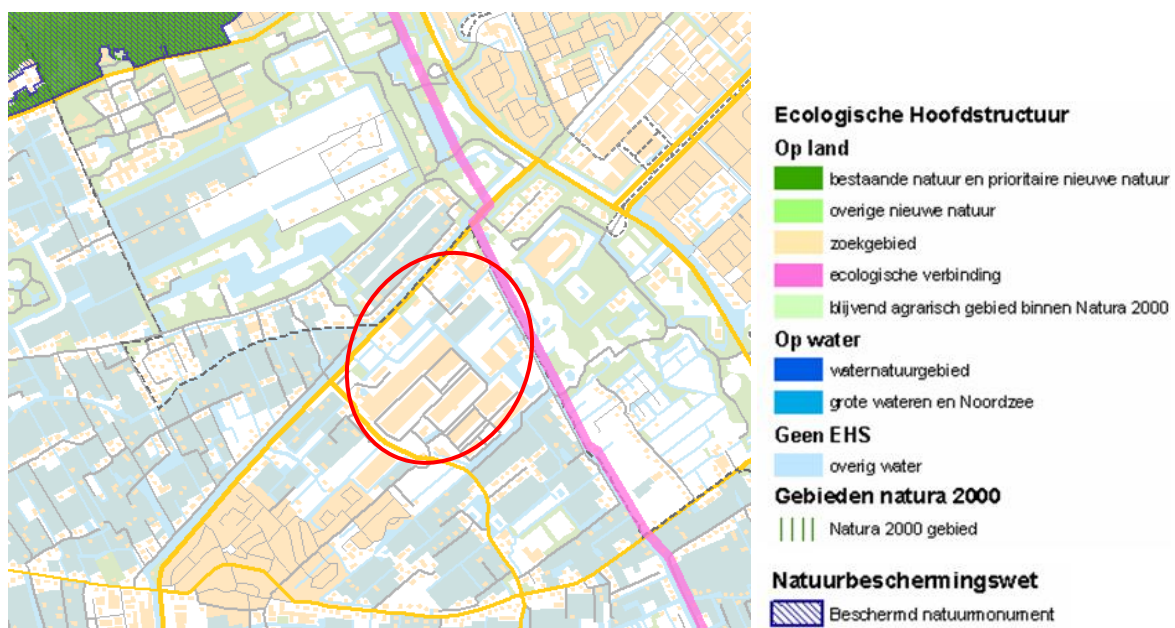 Ecologische Hoofdstructuur
Op land
bestaande natuur en prioritaire nieuwe natuur
overige nieuwe natuur
zoekgebied
ecologische verbinding
blijvend agrarisch gebied binnen Natura 2000
Op water
waternatuurgebied
grote wateren en Noordzee
Geen EHS
overig water
Gebieden natura 2000
Natura 2000 gebied
Natuurbeschermingswet
Beschermd natuurmonument